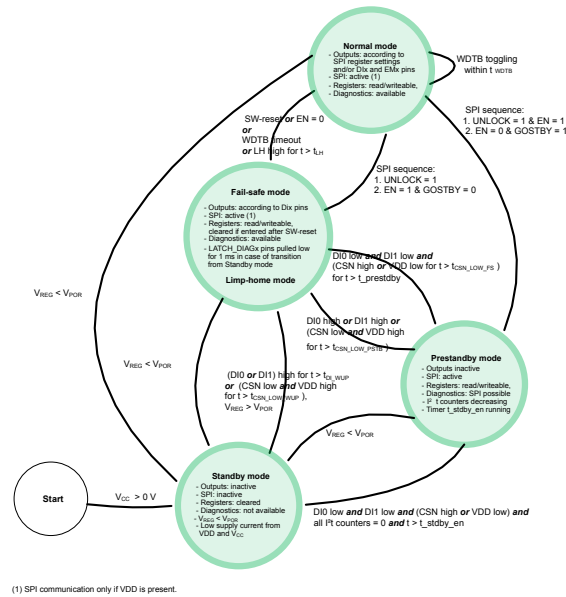 Normal mode
- Outputs: according to
SPI register settings
and/or DIx and EMx pins
- SPI: active (1)
- Registers: read/writeable,
- Diagnostics: available
WDTB toggling
within t WDTB
SPI sequence:
1. UNLOCK = 1 & EN = 1
2. EN = 0 & GOSTBY = 1
SW-reset or EN = 0
or
WDTB timeout
or LH high for t > tLH
SPI sequence:
1. UNLOCK = 1
2. EN = 1 & GOSTBY = 0
Fail-safe mode
- Outputs: according to Dix pins
- SPI: active (1)
- Registers: read/writeable,
cleared if entered after SW-reset
- Diagnostics: available
- LATCH_DIAGx pins pulled low
for 1 ms in case of transition
from Standby mode
Limp-home mode
DI0 low and DI1 low and
(CSN high or VDD low for t > tCSN_LOW_FS )
for t > t_prestdby
VREG < VPOR
DI0 high or DI1 high or
(CSN low and VDD high
for t > tCSN_LOW_PSTB )
Prestandby mode
- Outputs inactive
- SPI: active
- Registers: read/writeable,
- Diagnostics: SPI possible
- I² t counters decreasing
- Timer t_stdby_en running
VREG < VPOR
(DI0 or DI1) high for t > tDI_WUP
or (CSN low and VDD high
for t > tCSN_LOW_WUP ),
VREG > VPOR
VREG < VPOR
Start
VCC > 0 V
Standby mode
- Outputs: inactive
- SPI: inactive
- Registers: cleared
- Diagnostics: not available
- VREG < VPOR
- Low supply current from
VDD and VCC
DI0 low and DI1 low and (CSN high or VDD low) and
all I²t counters = 0 and t > t_stdby_en
(1) SPI communication only if VDD is present.